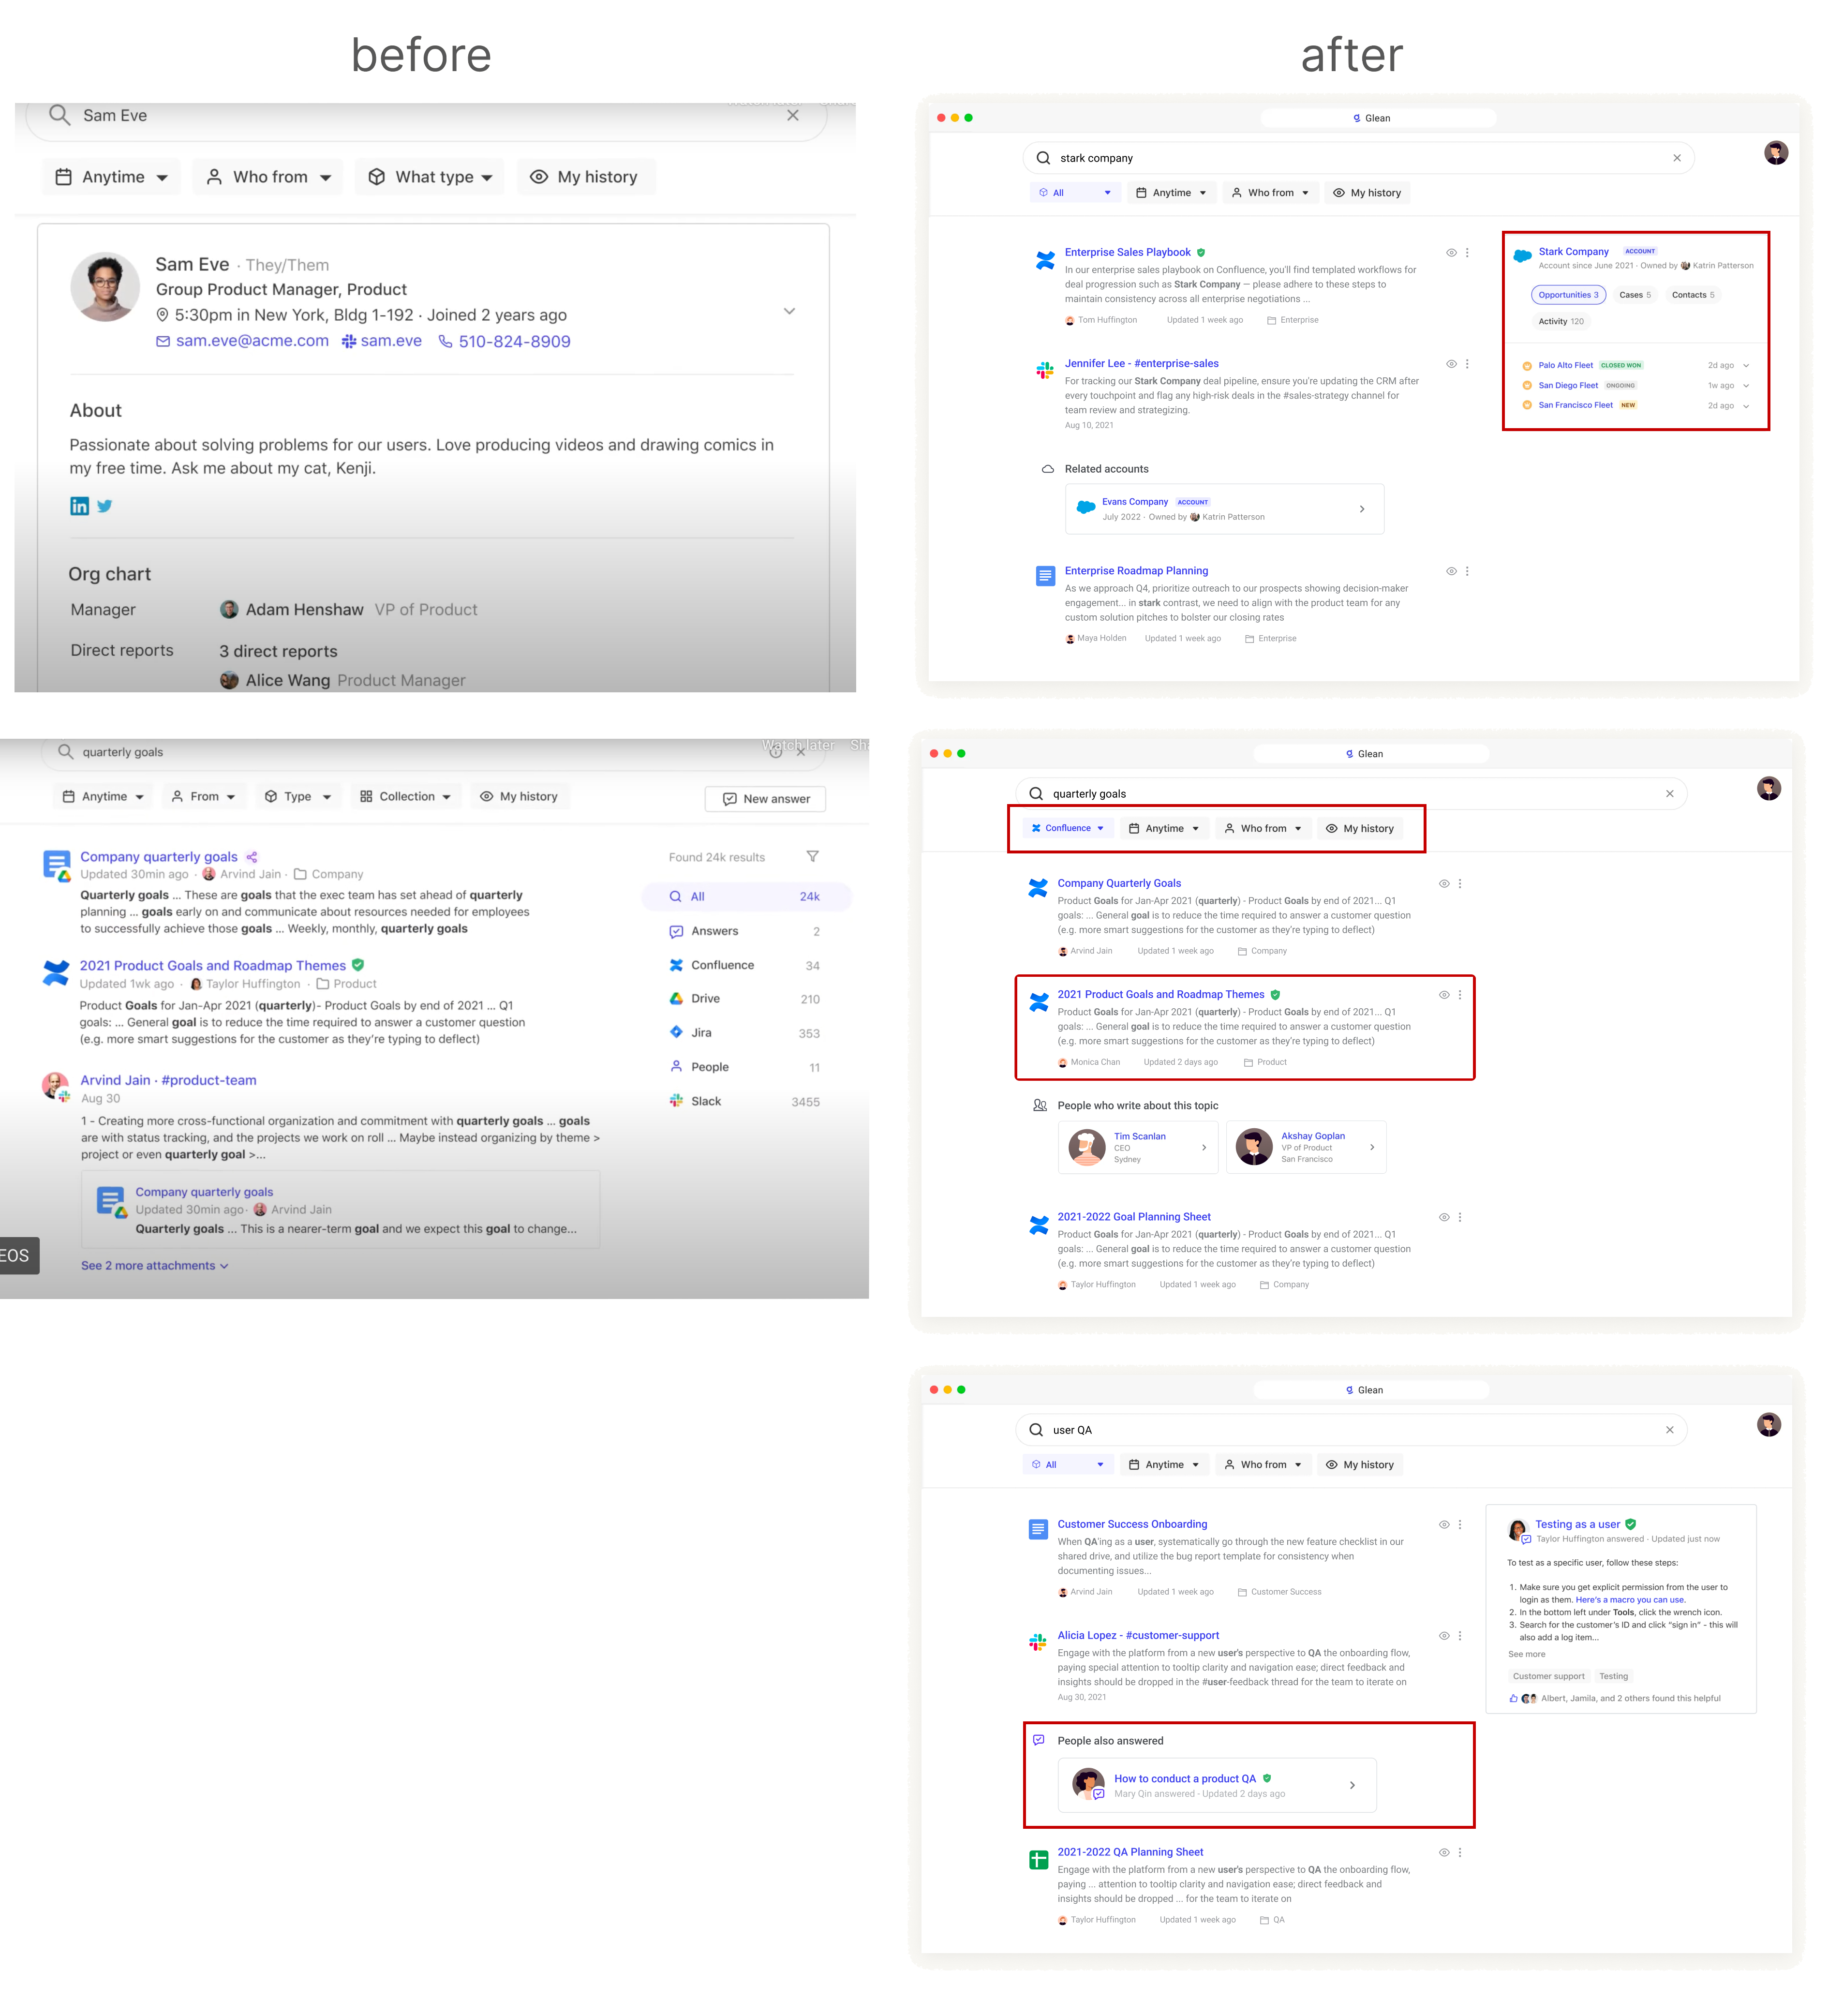 before
after
Sam Eve
Anytime
Who from
What type
My history
Sam Eve · They/Them
Group Product Manager, Product
5:30pm in New York, Bldg 1-192 · Joined 2 years ago
sam.eve@acme.com sam.eve 510-824-8909
About
Passionate about solving problems for our users. Love producing videos and drawing comics in
my free time. Ask me about my cat, Kenji.
Org chart
Manager Adam Henshaw VP of Product
Direct reports 3 direct reports
Alice Wang Product Manager
Glean
stark company
All
Anytime
Who from
My history
Enterprise Sales Playbook
In our enterprise sales playbook on Confluence, you'll find templated workflows for
deal progression such as Stark Company — please adhere to these steps to
maintain consistency across all enterprise negotiations ...
Tom Huffington Updated 1 week ago Enterprise
Jennifer Lee - #enterprise-sales
For tracking our Stark Company deal pipeline, ensure you're updating the CRM after
every touchpoint and flag any high-risk deals in the #sales-strategy channel for
team review and strategizing.
Aug 10, 2021
Related accounts
Evans Company ACCOUNT
July 2022 · Owned by Katrin Patterson
Enterprise Roadmap Planning
As we approach Q4, prioritize outreach to our prospects showing decision-maker
engagement... in stark contrast, we need to align with the product team for any
custom solution pitches to bolster our closing rates
Maya Holden Updated 1 week ago Enterprise
Stark Company ACCOUNT
Account since June 2021 · Owned by Katrin Patterson
Opportunities 3 Cases 5 Contacts 5
Activity 120
Palo Alto Fleet CLOSED WON 2d ago
San Diego Fleet ONGOING 1w ago
San Francisco Fleet NEW 2d ago
Watch later Sh
quarterly goals
Anytime
From
Type
Collection
My history
New answer
Company quarterly goals
Updated 30min ago · Arvind Jain · Company
Quarterly goals ... These are goals that the exec team has set ahead of quarterly
planning ... goals early on and communicate about resources needed for employees
to successfully achieve those goals ... Weekly, monthly, quarterly goals
2021 Product Goals and Roadmap Themes
Updated 1wk ago · Taylor Huffington · Product
Product Goals for Jan-Apr 2021 (quarterly)- Product Goals by end of 2021 ... Q1
goals: ... General goal is to reduce the time required to answer a customer question
(e.g. more smart suggestions for the customer as they're typing to deflect)
Arvind Jain · #product-team
Aug 30
1 - Creating more cross-functional organization and commitment with quarterly goals ... goals
are with status tracking, and the projects we work on roll ... Maybe instead organizing by theme >
project or even quarterly goal >...
Company quarterly goals
Updated 30min ago · Arvind Jain
Quarterly goals ... This is a nearer-term goal and we expect this goal to change...
EOS
See 2 more attachments
Found 24k results
All 24k
Answers 2
Confluence 34
Drive 210
Jira 353
People 11
Slack 3455
Glean
quarterly goals
Confluence
Anytime
Who from
My history
Company Quarterly Goals
Product Goals for Jan-Apr 2021 (quarterly) - Product Goals by end of 2021... Q1
goals: ... General goal is to reduce the time required to answer a customer question
(e.g. more smart suggestions for the customer as they're typing to deflect)
Arvind Jain Updated 1 week ago Company
2021 Product Goals and Roadmap Themes
Product Goals for Jan-Apr 2021 (quarterly) - Product Goals by end of 2021... Q1
goals: ... General goal is to reduce the time required to answer a customer question
(e.g. more smart suggestions for the customer as they're typing to deflect)
Monica Chan Updated 2 days ago Product
People who write about this topic
Tim Scanlan
CEO
Sydney
Akshay Goplan
VP of Product
San Francisco
2021-2022 Goal Planning Sheet
Product Goals for Jan-Apr 2021 (quarterly) - Product Goals by end of 2021... Q1
goals: ... General goal is to reduce the time required to answer a customer question
(e.g. more smart suggestions for the customer as they're typing to deflect)
Taylor Huffington Updated 1 week ago Company
Glean
user QA
All
Anytime
Who from
My history
Customer Success Onboarding
When QA'ing as a user, systematically go through the new feature checklist in our
shared drive, and utilize the bug report template for consistency when
documenting issues...
Arvind Jain Updated 1 week ago Customer Success
Alicia Lopez - #customer-support
Engage with the platform from a new user's perspective to QA the onboarding flow,
paying special attention to tooltip clarity and navigation ease; direct feedback and
insights should be dropped in the #user-feedback thread for the team to iterate on
Aug 30, 2021
People also answered
How to conduct a product QA
Mary Qin answered - Updated 2 days ago
2021-2022 QA Planning Sheet
Engage with the platform from a new user's perspective to QA the onboarding flow,
paying ... attention to tooltip clarity and navigation ease; direct feedback and
insights should be dropped ... for the team to iterate on
Taylor Huffington Updated 1 week ago QA
Testing as a user
Taylor Huffington answered · Updated just now
To test as a specific user, follow these steps:
1. Make sure you get explicit permission from the user to
login as them. Here's a macro you can use.
2. In the bottom left under Tools, click the wrench icon.
3. Search for the customer's ID and click "sign in" - this will
also add a log item...
See more
Customer support Testing
Albert, Jamila, and 2 others found this helpful